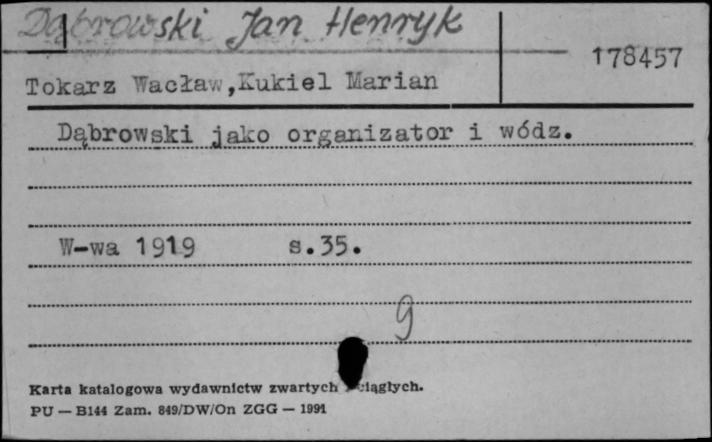 Dąbrowski Jan Henryk
178457
Tokarz Wacław,Kukiel Marian
Dąbrowski jako organizator i wódz.
W-wa 1919 s.35.
9
Karta katalogowa wydawnictw zwartych ciągłych.
PU — B144 Zam. 849/DW/On ZGG — 1991